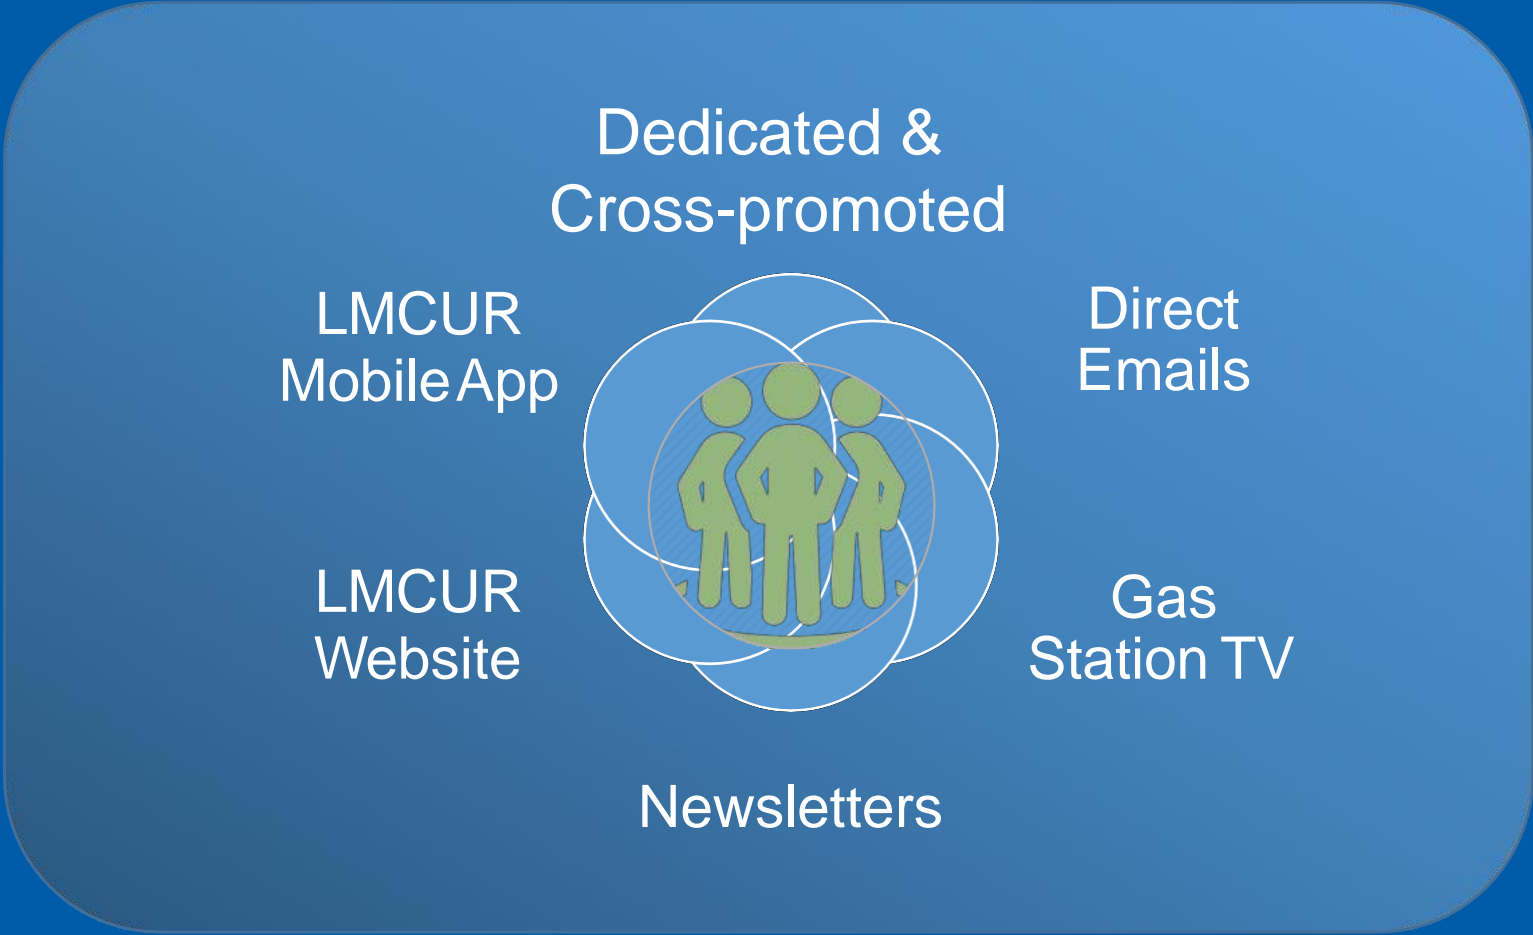 Dedicated &
Cross-promoted
LMCUR
Mobile App
Direct
Emails
LMCUR
Website
Gas
Station TV
Newsletters